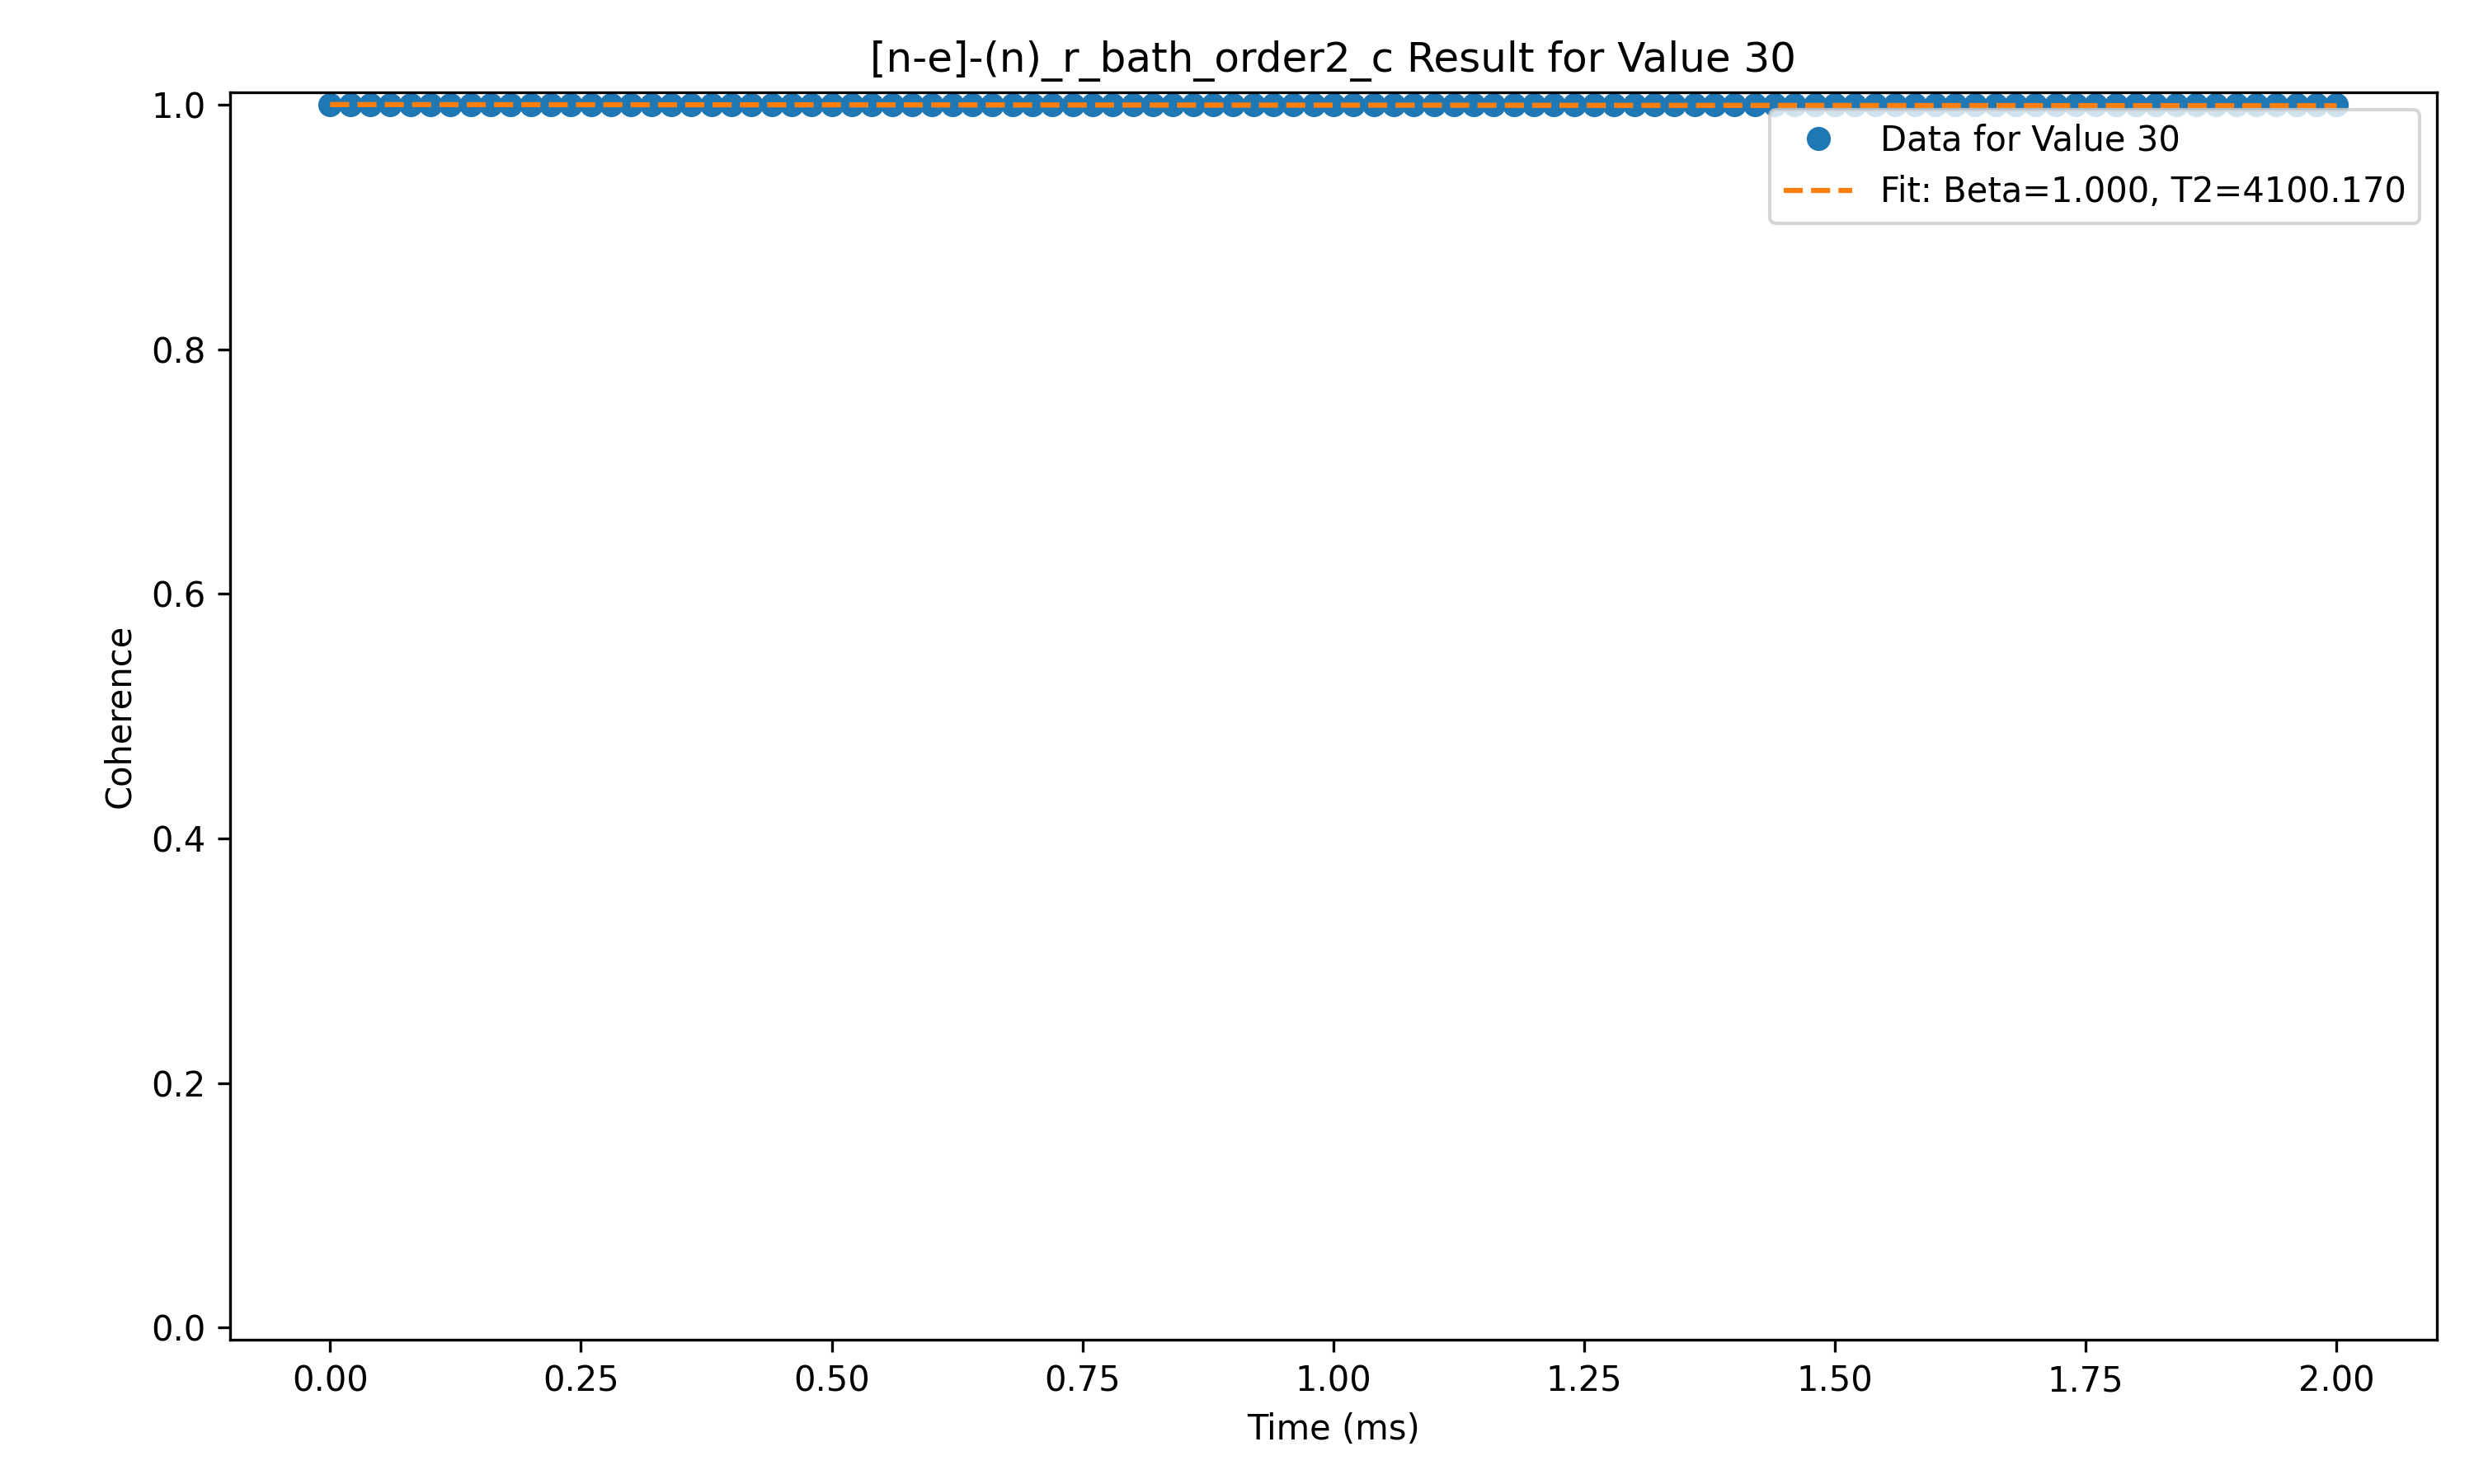 [n-e]-(n)_r_bath_order2_c Result for Value 30
1.0
0.8
0.6
0.4
0.2
0.0
Coherence
Data for Value 30
Fit: Beta=1.000, T2=4100.170
0.00 0.25 0.50 0.75 1.00 1.25 1.50 1.75 2.00
Time (ms)